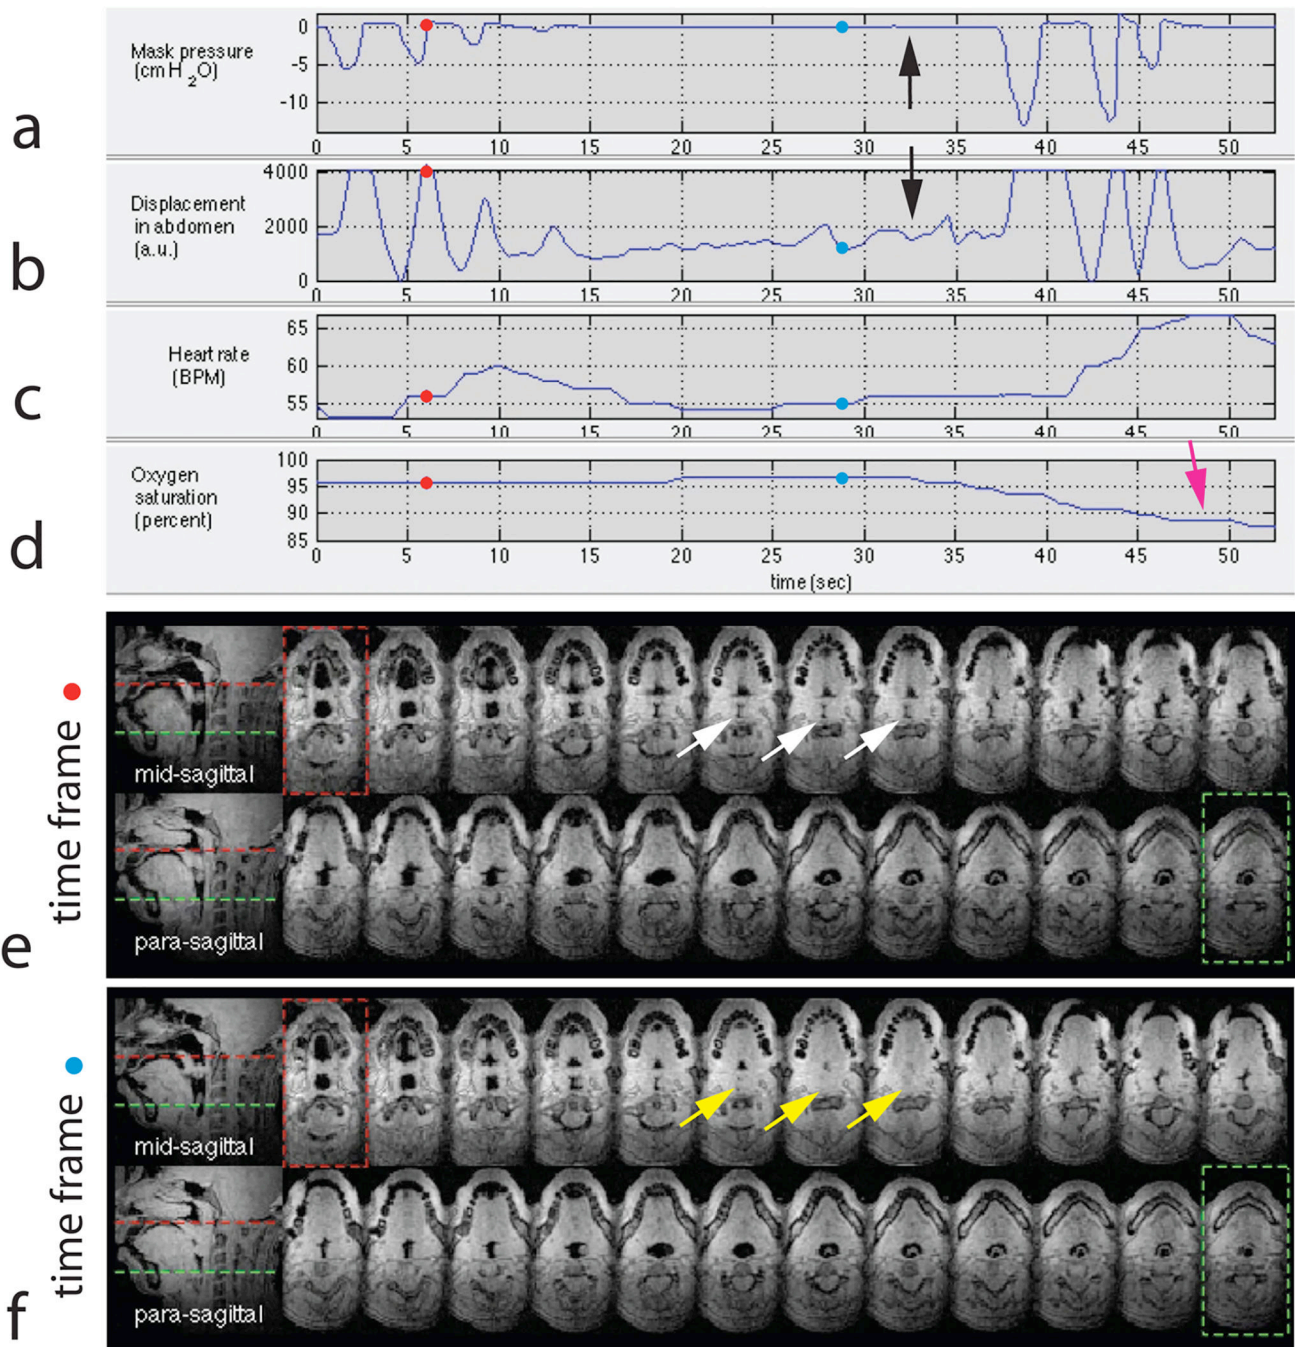 a
Mask pressure
(cm H2O)
0
-5
-10
0 5 10 15 20 25 30 35 40 45 50
b
Displacement
in abdomen
(a.u.)
4000
2000
0
0 5 10 15 20 25 30 35 40 45 50
c
Heart rate
(BPM)
65
60
55
0 5 10 15 20 25 30 35 40 45 50
d
Oxygen
saturation
(percent)
100
95
90
85
0 5 10 15 20 25 30 35 40 45 50
time (sec)
e
time frame
mid-sagittal
para-sagittal
f
time frame
mid-sagittal
para-sagittal